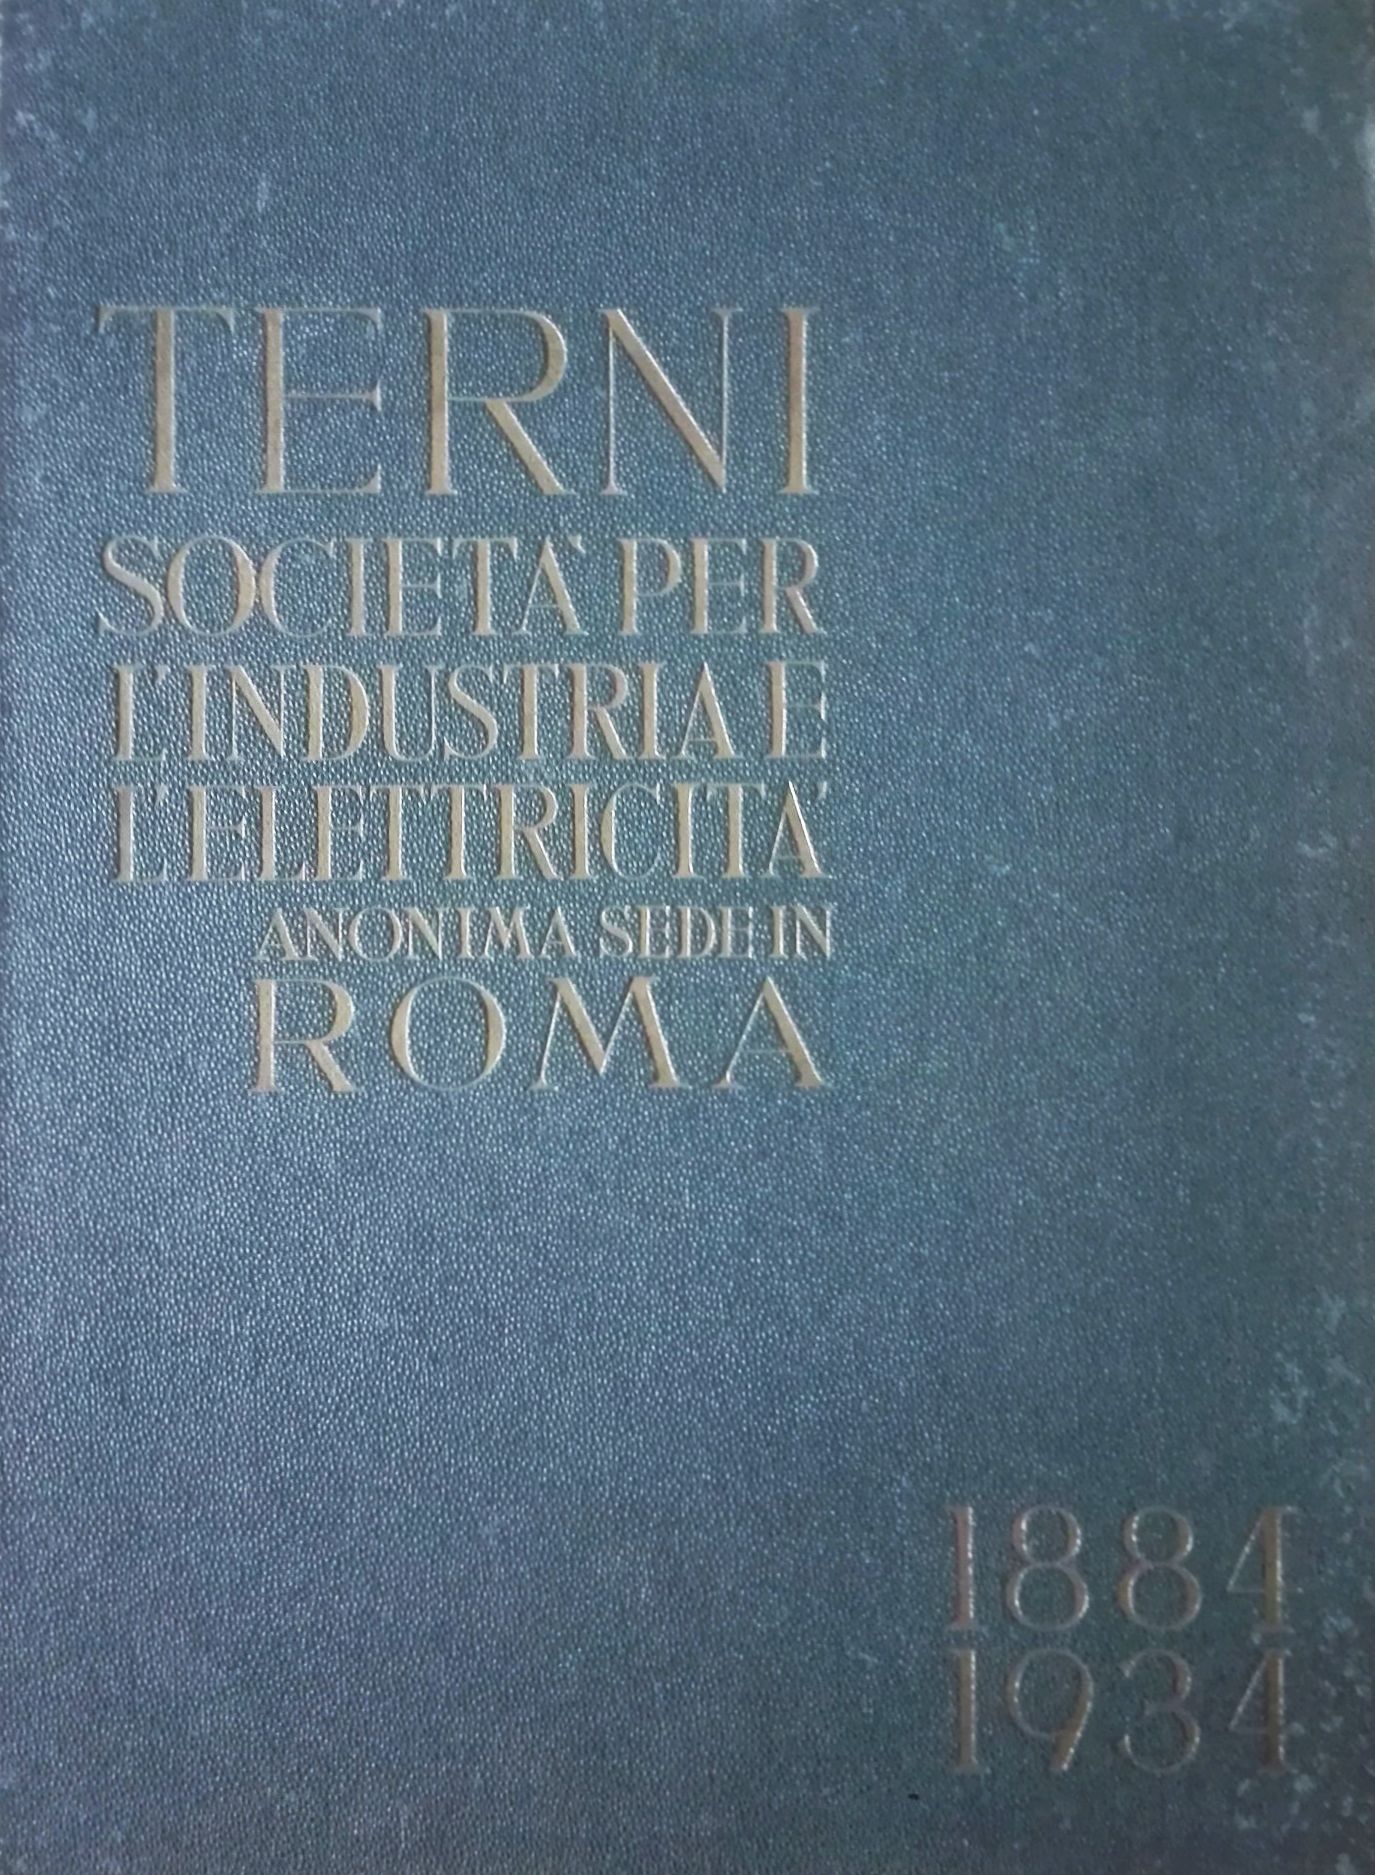 TERNI
SOCIETA' PER
L'INDUSTRIA E
L'ELETTRICITA'
ANONIMA SEDE IN
ROMA
1884
1934